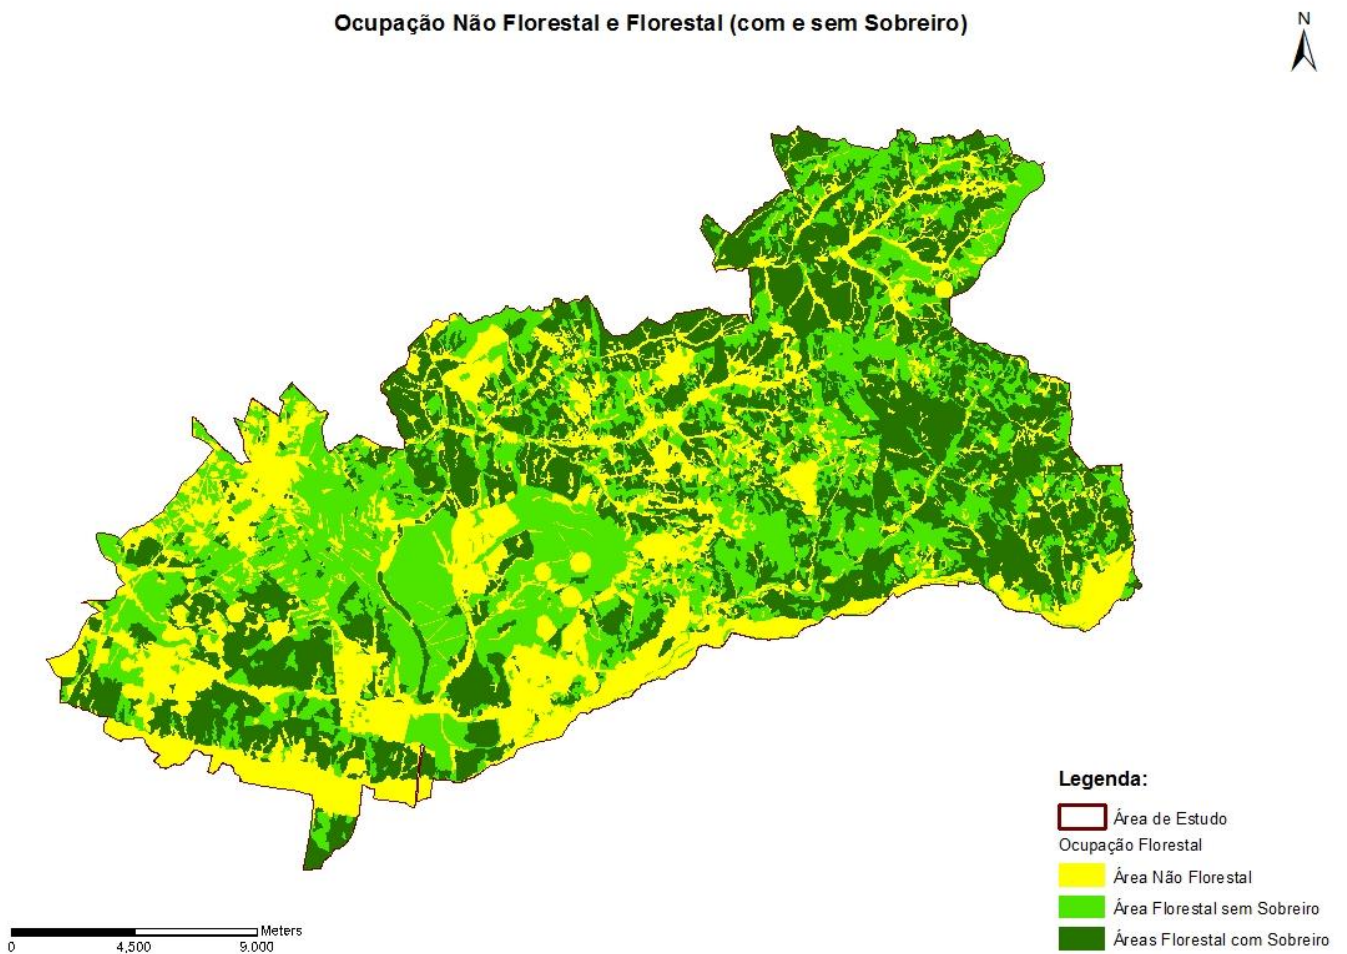 Ocupação Não Florestal e Florestal (com e sem Sobreiro)
N
Legenda:
Área de Estudo
Ocupação Florestal
Área Não Florestal
Área Florestal sem Sobreiro
Áreas Florestal com Sobreiro
Meters
0 4,500 9.000